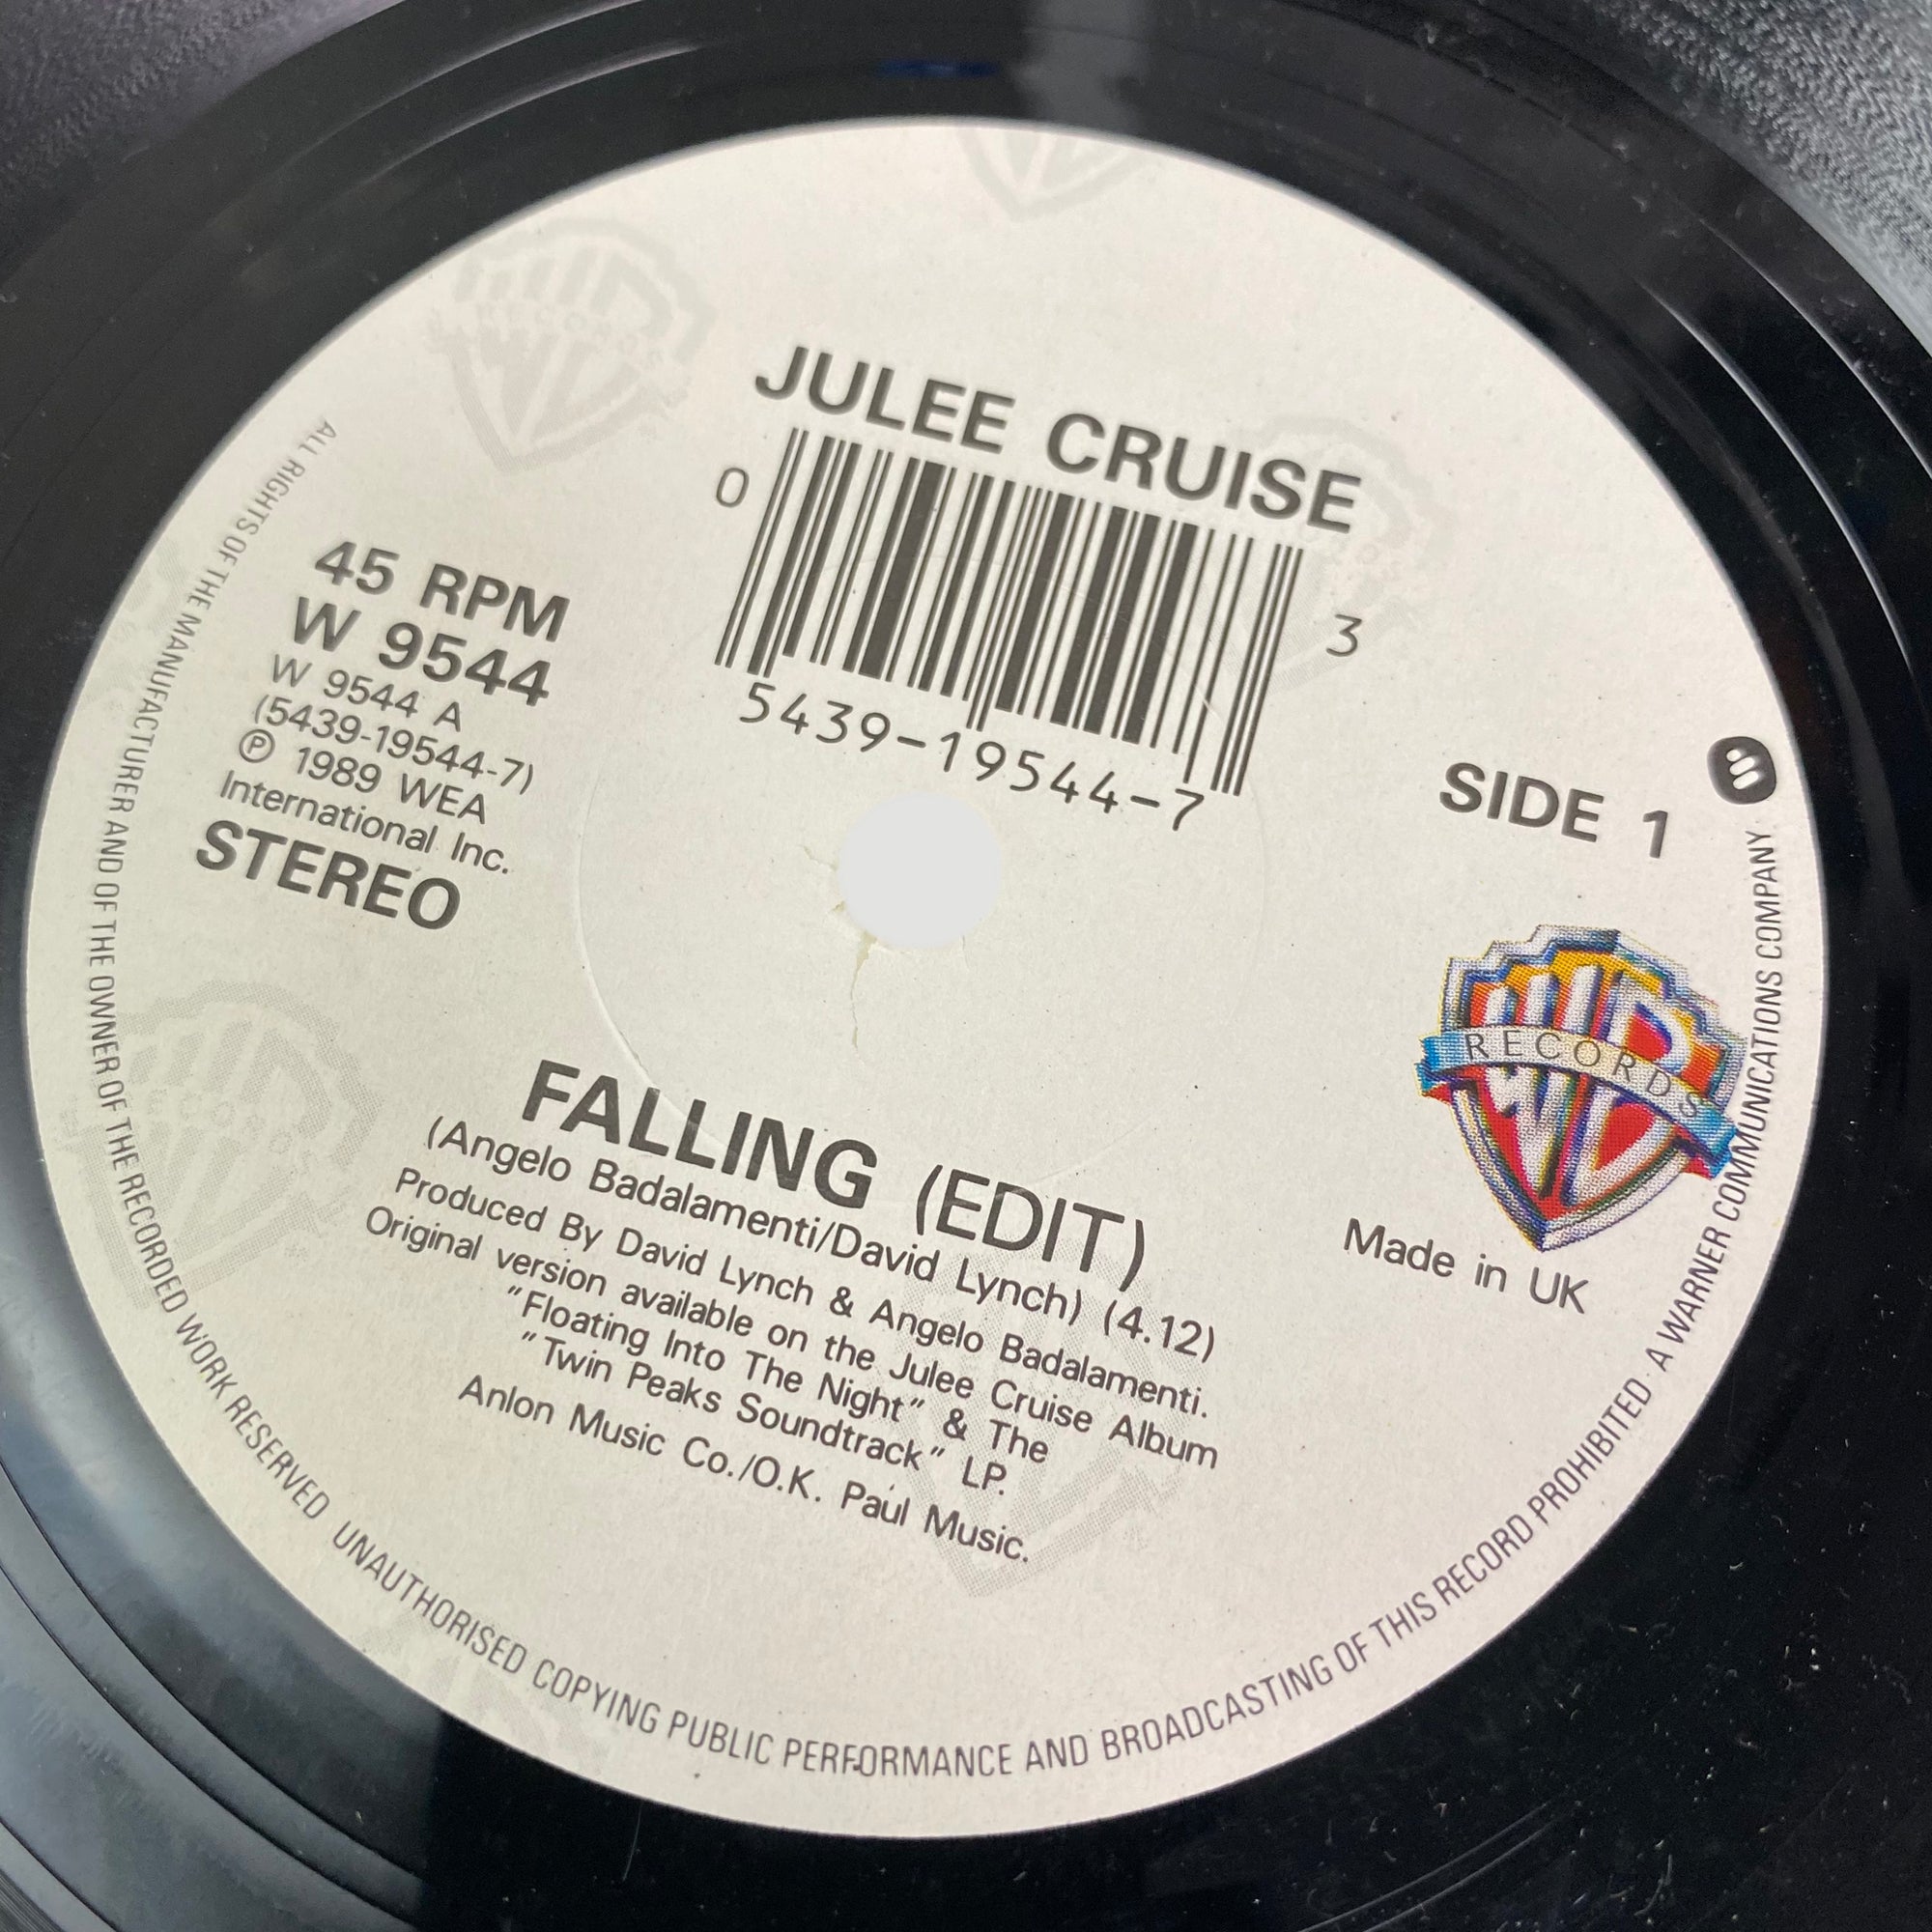 JULEE CRUISE
0
3
5439-19544-7
45 RPM
W 9544
W 9544 A
(5439-19544-7)
Ⓟ 1989 WEA
International Inc.
STEREO
SIDE 1
RECORDS
Made in UK
FALLING (EDIT)
(Angelo Badalamenti/David Lynch) (4.12)
Produced By David Lynch & Angelo Badalamenti.
Original version available on the Julee Cruise Album
"Floating Into The Night" & The
"Twin Peaks Soundtrack" LP.
Anlon Music Co./O.K. Paul Music.
ALL RIGHTS OF THE MANUFACTURER AND OF THE OWNER OF THE RECORDED WORK RESERVED UNAUTHORISED COPYING PUBLIC PERFORMANCE AND BROADCASTING OF THIS RECORD PROHIBITED · A WARNER COMMUNICATIONS COMPANY